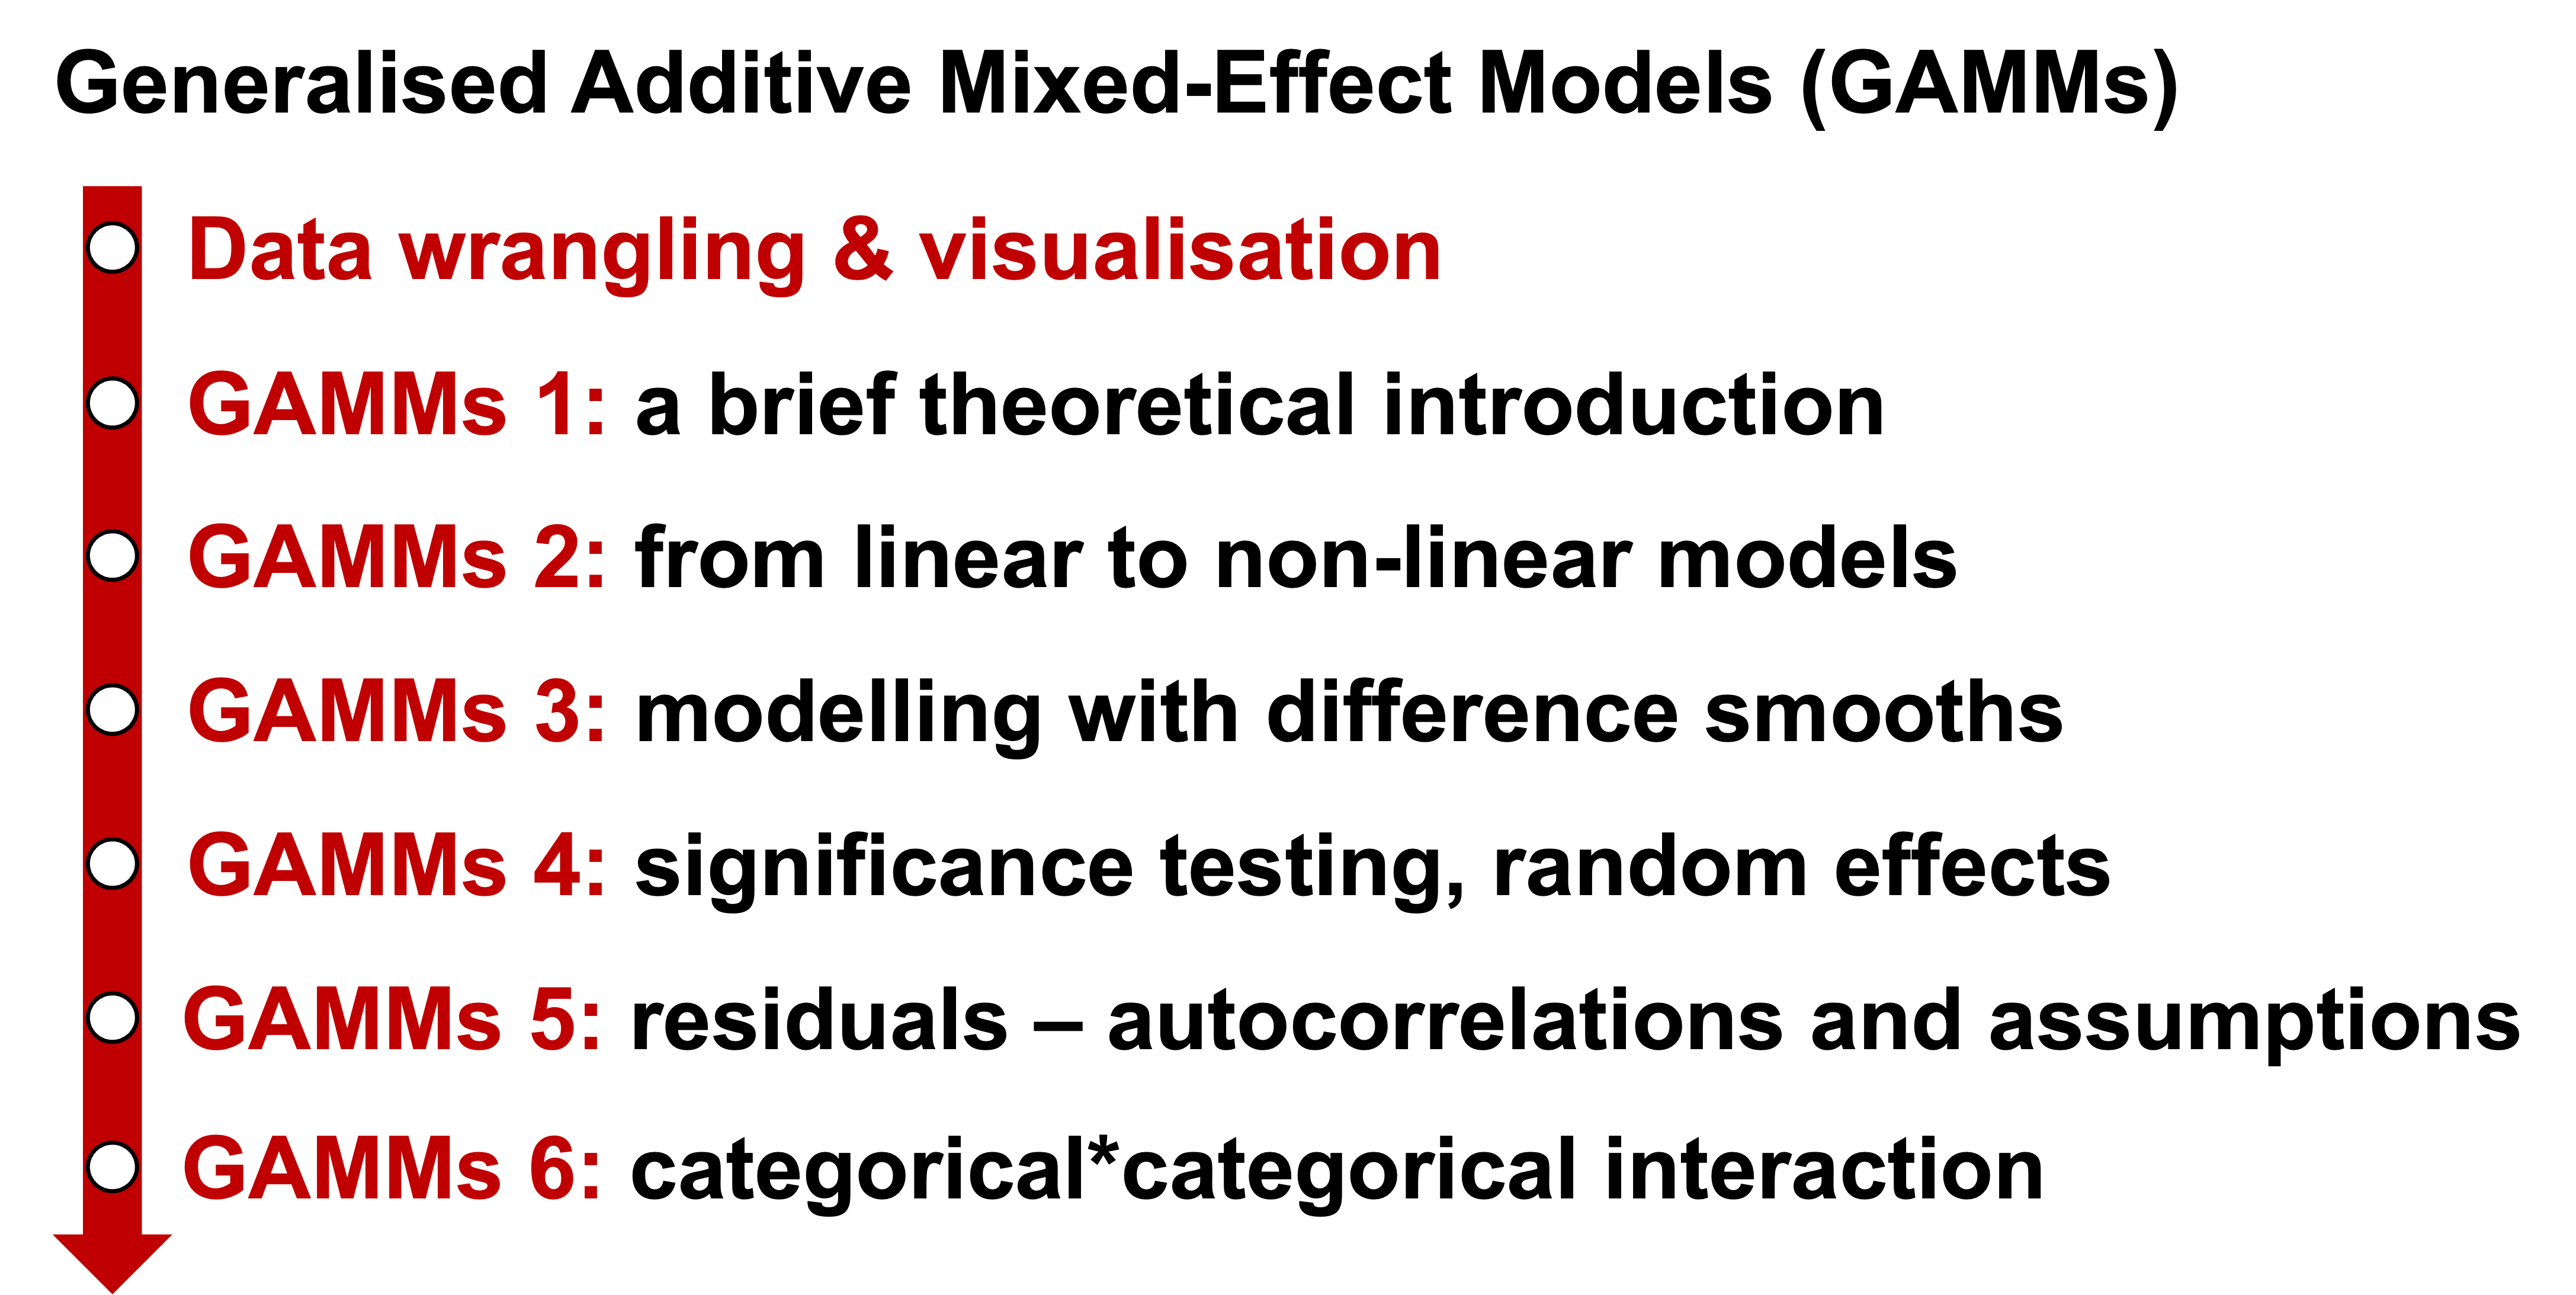 Generalised Additive Mixed-Effect Models (GAMMs)
Data wrangling & visualisation
GAMMs 1: a brief theoretical introduction
GAMMs 2: from linear to non-linear models
GAMMs 3: modelling with difference smooths
GAMMs 4: significance testing, random effects
GAMMs 5: residuals – autocorrelations and assumptions
GAMMs 6: categorical*categorical interaction